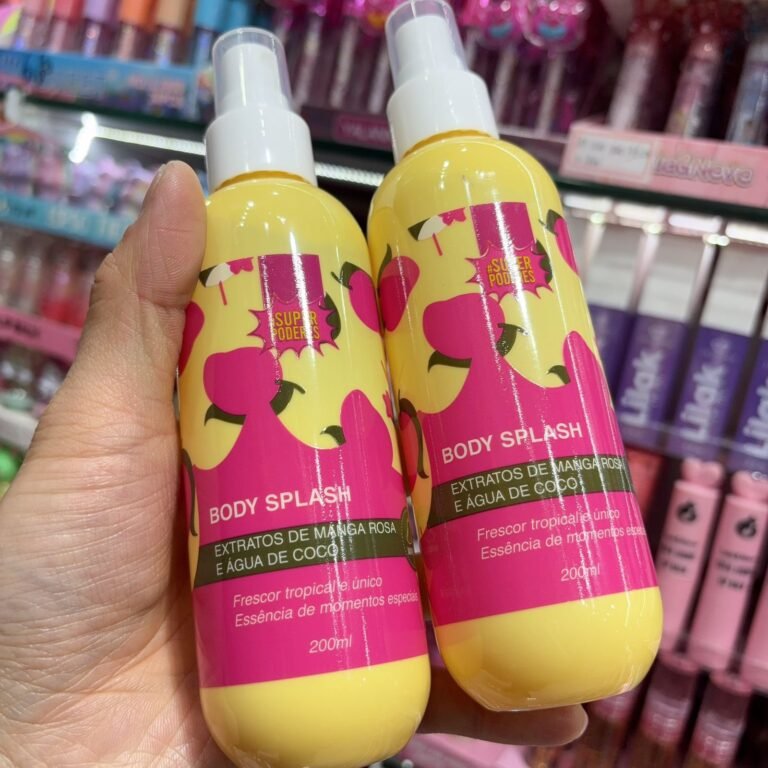 #SUPER
PODERES
BODY SPLASH
EXTRATOS DE MANGA ROSA
E ÁGUA DE COCO
Frescor tropical e único
Essência de momentos especiais
200ml
#SUPER
PODERES
BODY SPLASH
EXTRATOS DE MANGA ROSA
E ÁGUA DE COCO
Frescor tropical e único
Essência de momentos especiais
200ml
Lilak
Lilak
Lilak